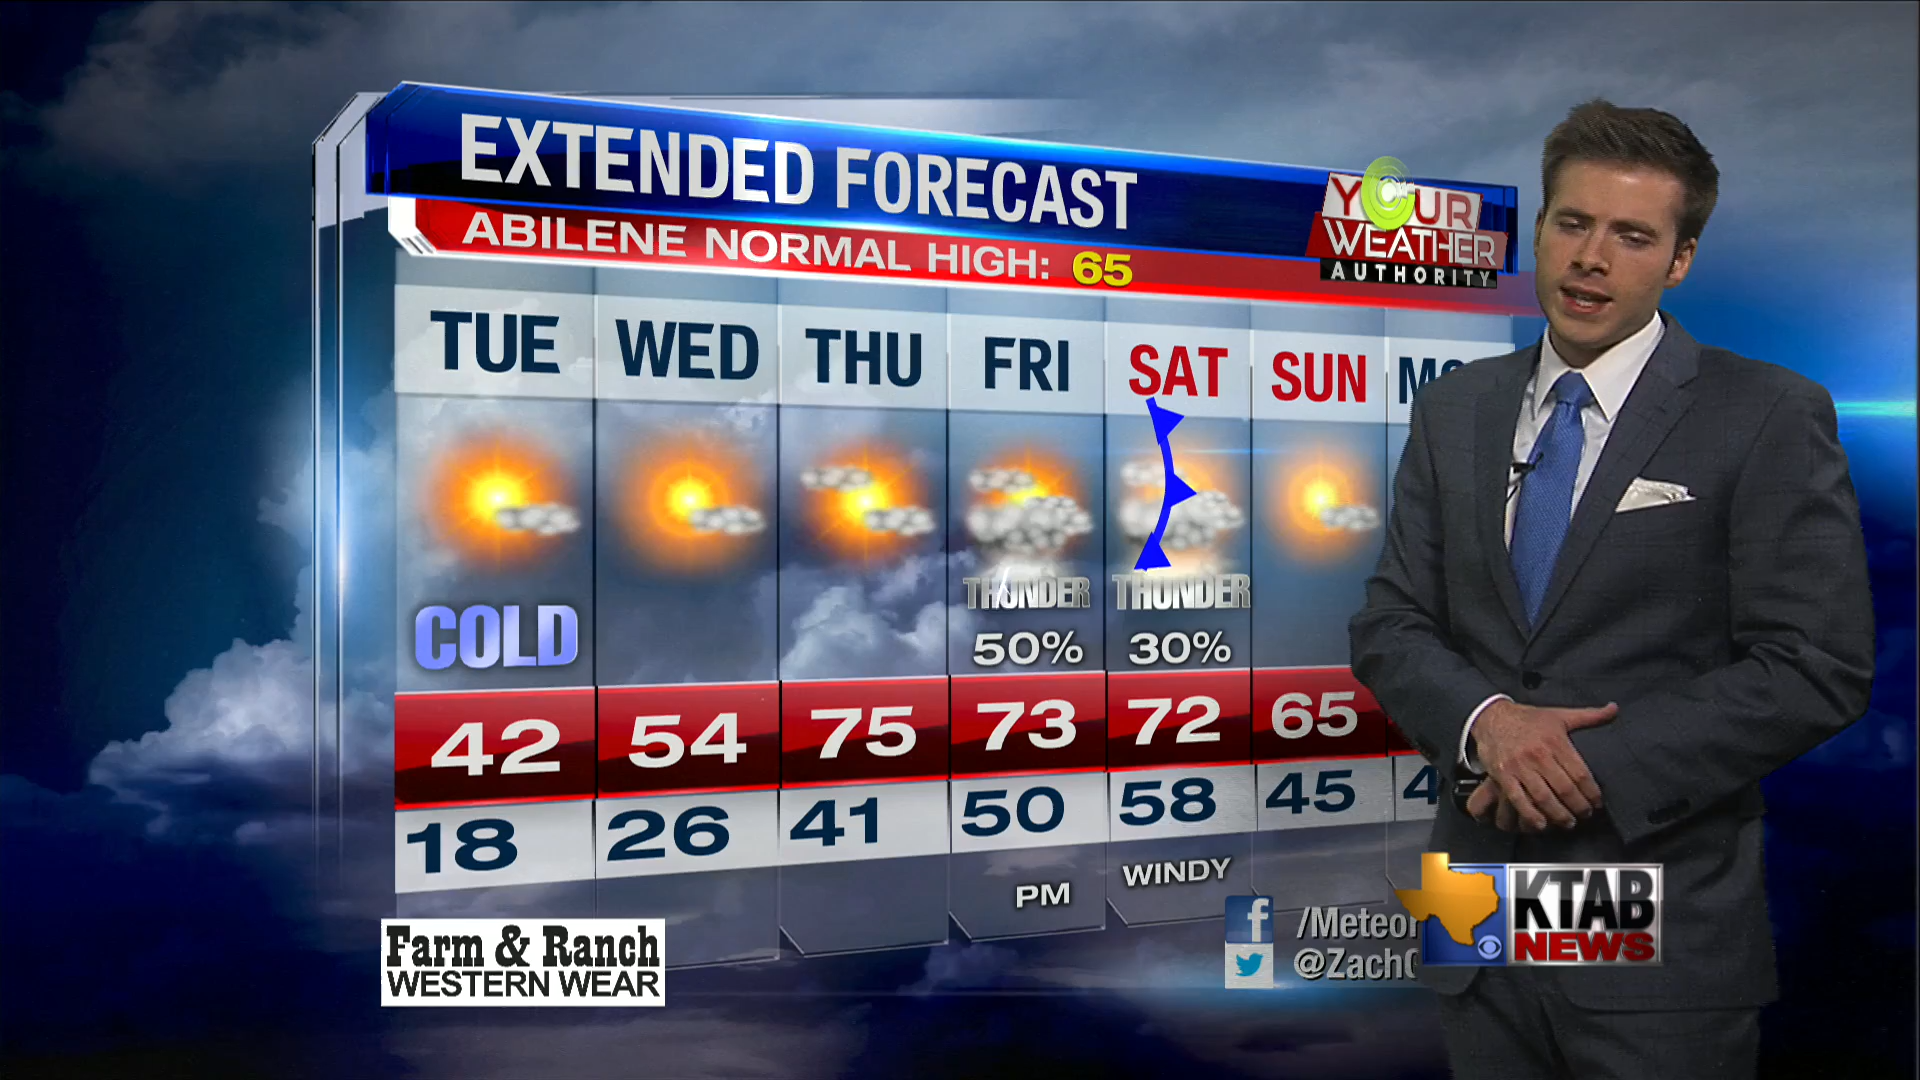 EXTENDED FORECAST
ABILENE NORMAL HIGH: 65
YOUR
WEATHER
AUTHORITY
TUE WED THU FRI SAT SUN
COLD
THUNDER THUNDER
50% 30%
42 54 75 73 72 65
18 26 41 50 58 45 4
PM WINDY
Farm & Ranch
WESTERN WEAR
f /Meteor
@Zach
KTAB
NEWS